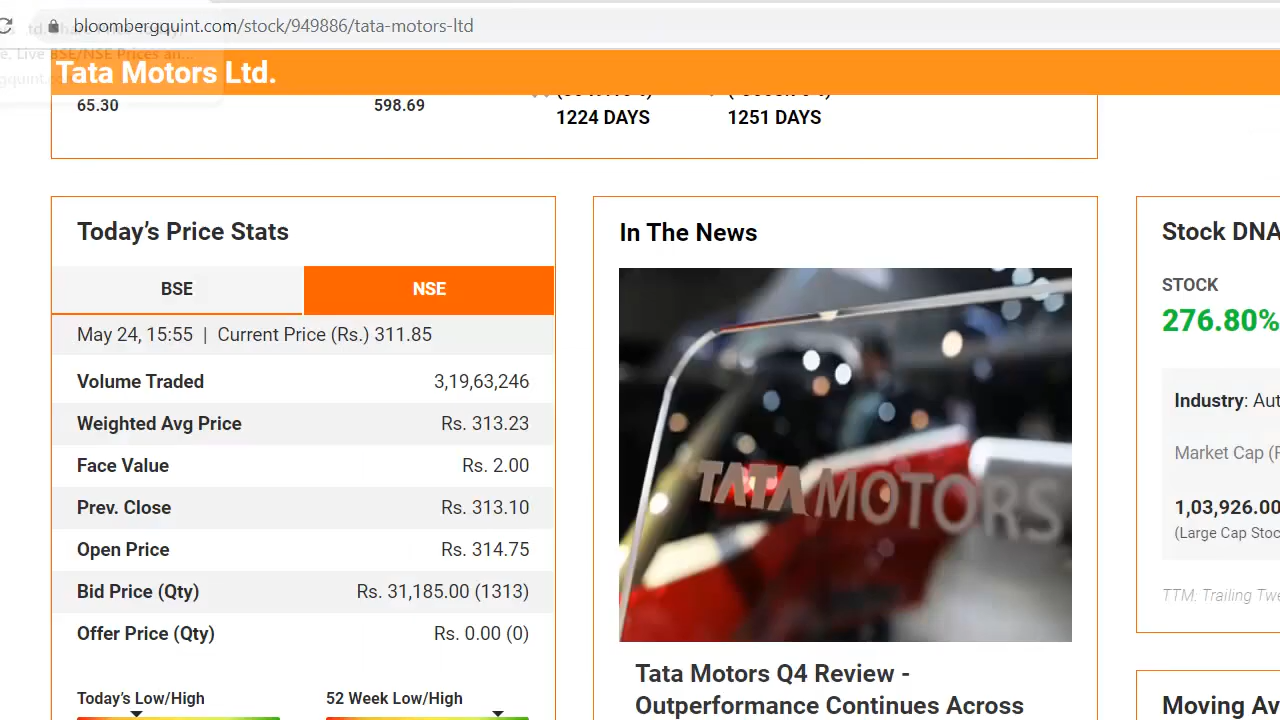 bloombergquint.com/stock/949886/tata-motors-ltd
Tata Motors Ltd.
65.30 598.69
1224 DAYS 1251 DAYS
Today's Price Stats
BSE NSE
May 24, 15:55 | Current Price (Rs.) 311.85
Volume Traded 3,19,63,246
Weighted Avg Price Rs. 313.23
Face Value Rs. 2.00
Prev. Close Rs. 313.10
Open Price Rs. 314.75
Bid Price (Qty) Rs. 31,185.00 (1313)
Offer Price (Qty) Rs. 0.00 (0)
Today's Low/High 52 Week Low/High
In The News
TATA MOTORS
Tata Motors Q4 Review -
Outperformance Continues Across
Stock DNA
STOCK
276.80%
Industry: Aut
Market Cap (
1,03,926.00
(Large Cap Stoc
TTM. Trailing Twe
Moving Av